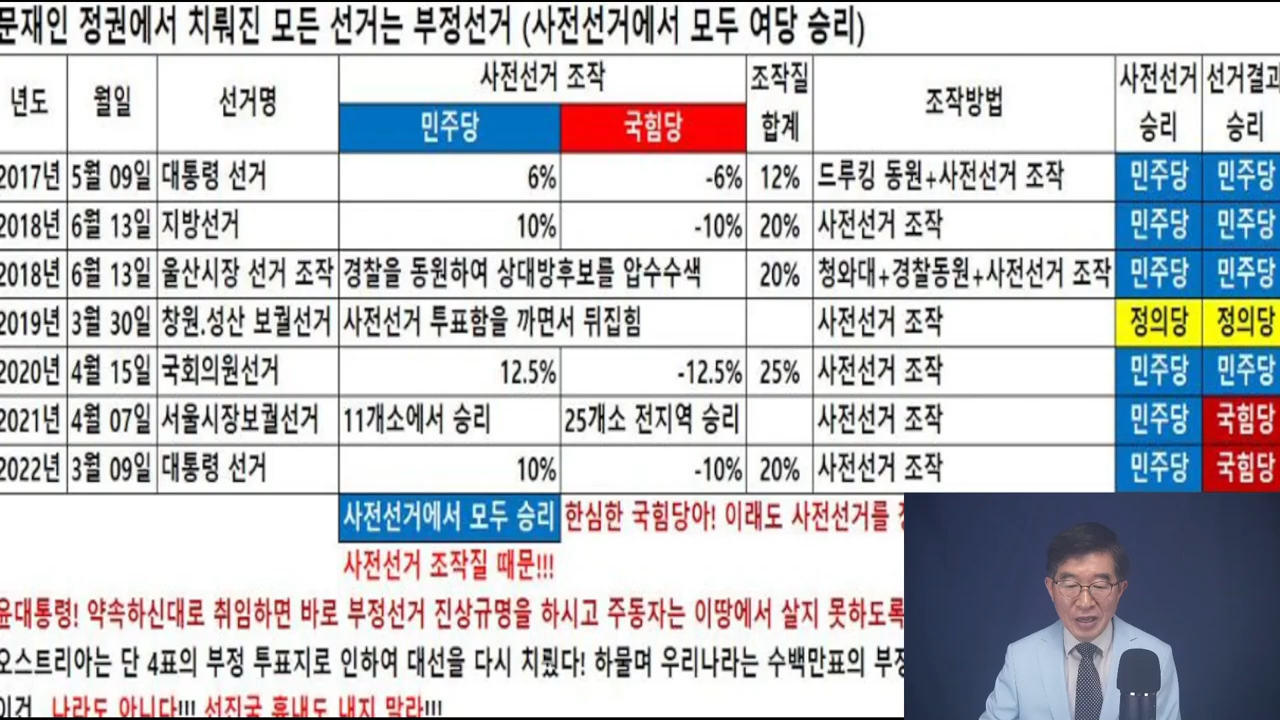 문재인 정권에서 치뤄진 모든 선거는 부정선거 (사전선거에서 모두 여당 승리)
년도 월일 선거명 사전선거 조작 조작질 합계 조작방법 사전선거 승리 선거결과 승리
민주당 국힘당
2017년 5월 09일 대통령 선거 6% -6% 12% 드루킹 동원+사전선거 조작 민주당 민주당
2018년 6월 13일 지방선거 10% -10% 20% 사전선거 조작 민주당 민주당
2018년 6월 13일 울산시장 선거 조작 경찰을 동원하여 상대방후보를 압수수색 20% 청와대+경찰동원+사전선거 조작 민주당 민주당
2019년 3월 30일 창원.성산 보궐선거 사전선거 투표함을 까면서 뒤집힘 사전선거 조작 정의당 정의당
2020년 4월 15일 국회의원선거 12.5% -12.5% 25% 사전선거 조작 민주당 민주당
2021년 4월 07일 서울시장보궐선거 11개소에서 승리 25개소 전지역 승리 사전선거 조작 민주당 국힘당
2022년 3월 09일 대통령 선거 10% -10% 20% 사전선거 조작 민주당 국힘당
사전선거에서 모두 승리 한심한 국힘당아! 이래도 사전선거를
사전선거 조작질 때문!!!
윤대통령! 약속하신대로 취임하면 바로 부정선거 진상규명을 하시고 주동자는 이땅에서 살지 못하도록
오스트리아는 단 4표의 부정 투표지로 인하여 대선을 다시 치뤘다! 하물며 우리나라는 수백만표의 부정
이건 나라도 아니다!!! 선진국 흉내도 내지 말라!!!